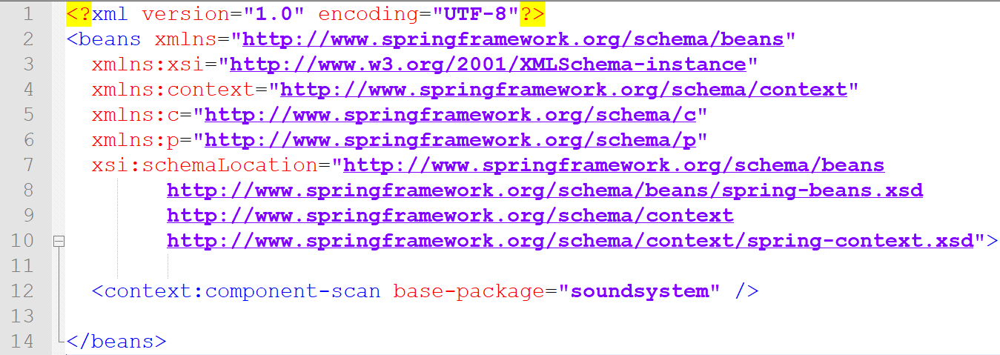 1 <?xml version="1.0" encoding="UTF-8"?>
2 <beans xmlns="http://www.springframework.org/schema/beans"
3 xmlns:xsi="http://www.w3.org/2001/XMLSchema-instance"
4 xmlns:context="http://www.springframework.org/schema/context"
5 xmlns:c="http://www.springframework.org/schema/c"
6 xmlns:p="http://www.springframework.org/schema/p"
7 xsi:schemaLocation="http://www.springframework.org/schema/beans
8 http://www.springframework.org/schema/beans/spring-beans.xsd
9 http://www.springframework.org/schema/context
10 http://www.springframework.org/schema/context/spring-context.xsd">
11
12 <context:component-scan base-package="soundsystem" />
13
14 </beans>